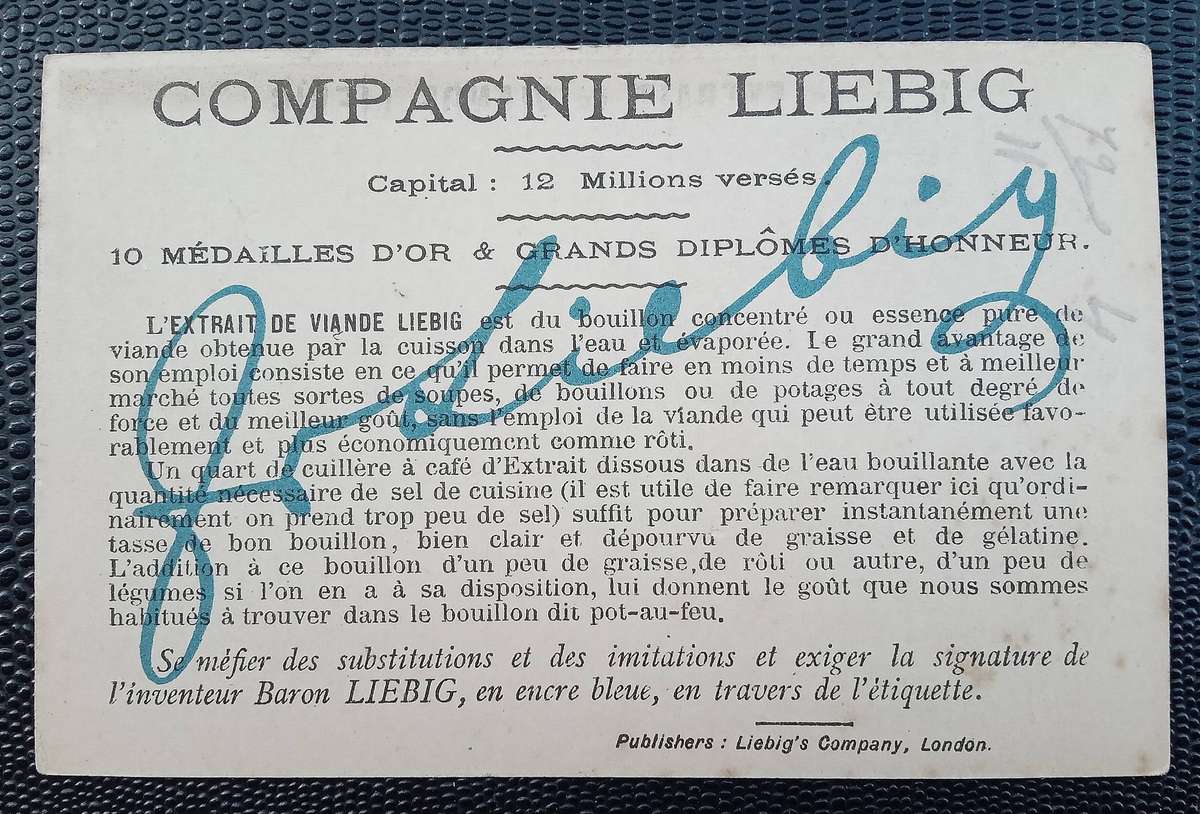 COMPAGNIE LIEBIG
Capital : 12 Millions versés.
10 MÉDAILLES D'OR & GRANDS DIPLÔMES D'HONNEUR.
L'EXTRAIT DE VIANDE LIEBIG est du bouillon concentré ou essence pure de
viande obtenue par la cuisson dans l'eau et évaporée. Le grand avantage de
son emploi consiste en ce qu'il permet de faire en moins de temps et à meilleur
marché toutes sortes de soupes, de bouillons ou de potages à tout degré de
force et du meilleur goût, sans l'emploi de la viande qui peut être utilisée favo-
rablement et plus économiquement comme rôti.
Un quart de cuillère à café d'Extrait dissous dans de l'eau bouillante avec la
quantité nécessaire de sel de cuisine (il est utile de faire remarquer ici qu'ordi-
nairement on prend trop peu de sel) suffit pour préparer instantanément une
tasse de bon bouillon, bien clair et dépourvu de graisse et de gélatine.
L'addition à ce bouillon d'un peu de graisse, de rôti ou autre, d'un peu de
légumes si l'on en a à sa disposition, lui donnent le goût que nous sommes
habitués à trouver dans le bouillon dit pot-au-feu.
Se méfier des substitutions et des imitations et exiger la signature de
l'inventeur Baron LIEBIG, en encre bleue, en travers de l'étiquette.
Publishers : Liebig's Company, London.
Liebig